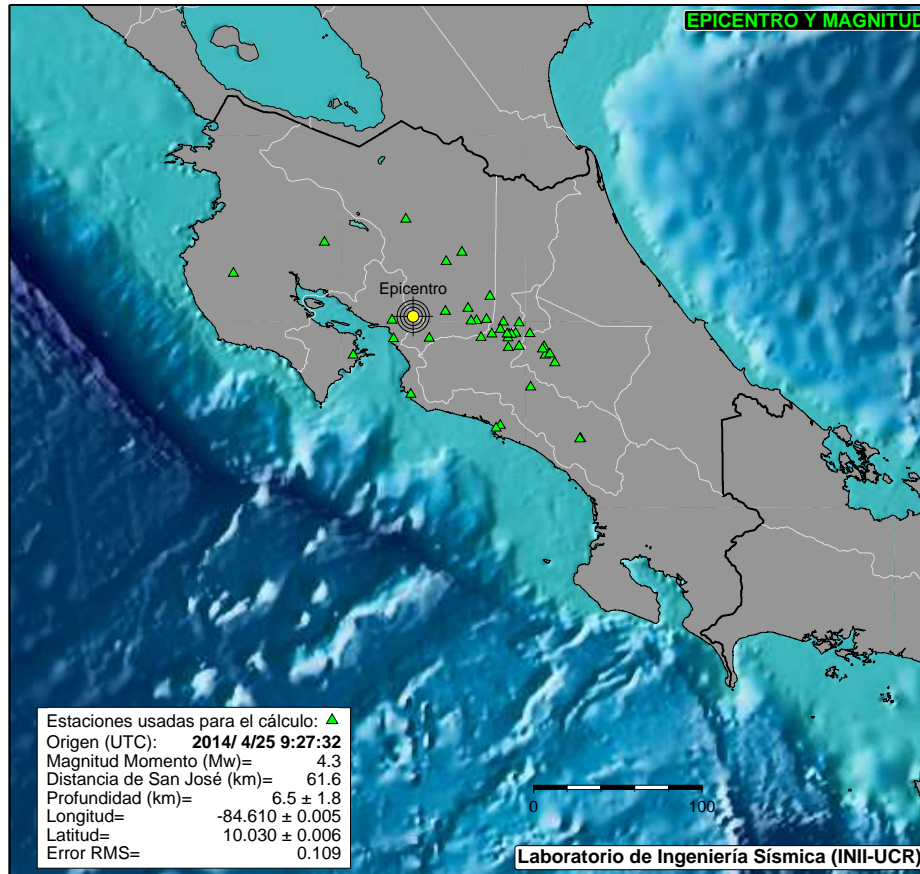 EPICENTRO Y MAGNITUD
Epicentro
Estaciones usadas para el cálculo:
Origen (UTC): 2014/ 4/25 9:27:32
Magnitud Momento (Mw)= 4.3
Distancia de San José (km)= 61.6
Profundidad (km)= 6.5 ± 1.8
Longitud= -84.610 ± 0.005
Latitud= 10.030 ± 0.006
Error RMS= 0.109
0 100
Laboratorio de Ingeniería Sísmica (INII-UCR)